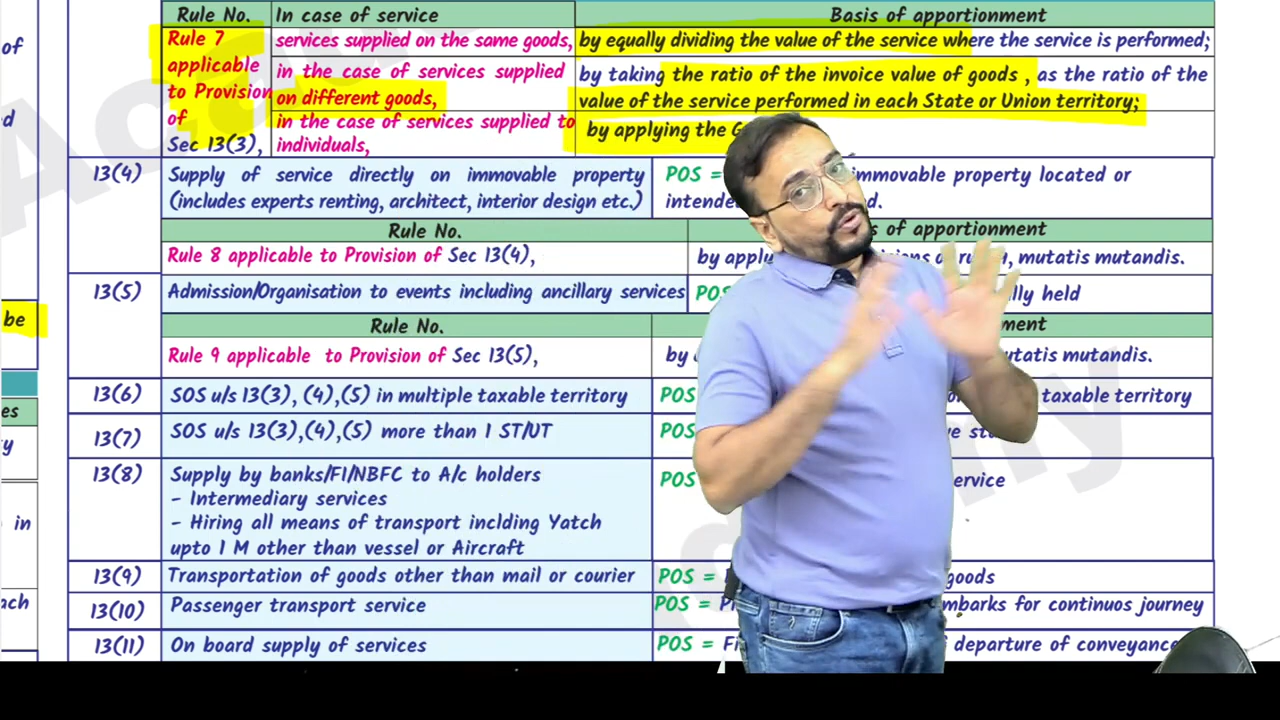 of
d
be
es
y
in
ach
Rule No. In case of service Basis of apportionment
Rule 7 applicable to Provision of Sec 13(3),
services supplied on the same goods, by equally dividing the value of the service where the service is performed;
in the case of services supplied on different goods,
by taking the ratio of the invoice value of goods , as the ratio of the value of the service performed in each State or Union territory;
in the case of services supplied to individuals,
by applying the
13(4) Supply of service directly on immovable property POS = immovable property located or
(includes experts renting, architect, interior design etc.)
Rule No. of apportionment
Rule 8 applicable to Provision of Sec 13(4), by mutatis mutandis.
13(5) Admission/Organisation to events including ancillary services held
Rule No.
Rule 9 applicable to Provision of Sec 13(5), by mutandis.
13(6) SOS u/s 13(3), (4),(5) in multiple taxable territory POS taxable territory
13(7) SOS u/s 13(3),(4),(5) more than 1 ST/UT POS
13(8) Supply by banks/FI/NBFC to A/c holders POS
- Intermediary services
- Hiring all means of transport inclding Yatch
upto 1 M other than vessel or Aircraft
13(9) Transportation of goods other than mail or courier POS = goods
13(10) Passenger transport service POS = for continuos journey
13(11) On board supply of services POS = departure of conveyance